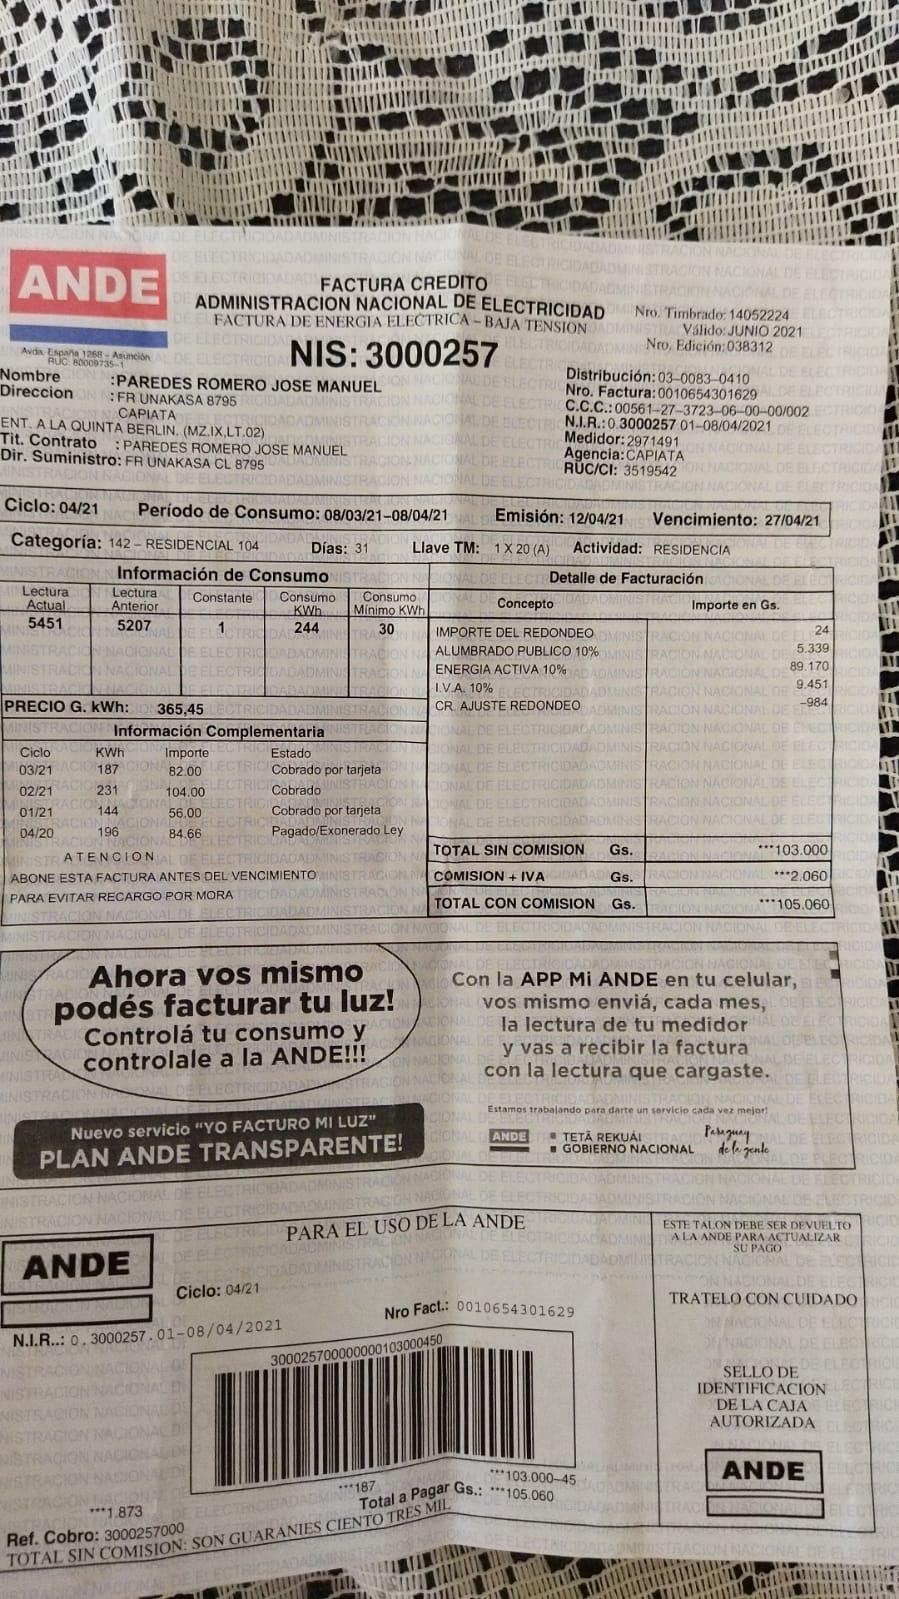 ANDE
Avda. España 1268 - Asunción
RUC: 80009735-1
FACTURA CREDITO
ADMINISTRACION NACIONAL DE ELECTRICIDAD
FACTURA DE ENERGIA ELECTRICA - BAJA TENSION
NIS: 3000257
Nro. Timbrado: 14052224
Válido: JUNIO 2021
Nro. Edición: 038312
Nombre : PAREDES ROMERO JOSE MANUEL
Direccion : FR UNAKASA 8795
CAPIATA
ENT. A LA QUINTA BERLIN. (MZ.IX,LT.02)
Tit. Contrato : PAREDES ROMERO JOSE MANUEL
Dir. Suministro: FR UNAKASA CL 8795
Distribución: 03-0083-0410
Nro. Factura: 0010654301629
C.C.C.: 00561-27-3723-06-00-00/002
N.I.R.: 0.3000257 01-08/04/2021
Medidor: 2971491
Agencia: CAPIATA
RUC/CI: 3519542
Ciclo: 04/21 Período de Consumo: 08/03/21-08/04/21 Emisión: 12/04/21 Vencimiento: 27/04/21
Categoría: 142 - RESIDENCIAL 104 Días: 31 Llave TM: 1 X 20 (A) Actividad: RESIDENCIA
Información de Consumo
Lectura Actual Lectura Anterior Constante Consumo KWh Consumo Mínimo KWh
5451 5207 1 244 30
PRECIO G. kWh: 365,45
Información Complementaria
Ciclo KWh Importe Estado
03/21 187 82.00 Cobrado por tarjeta
02/21 231 104.00 Cobrado
01/21 144 56.00 Cobrado por tarjeta
04/20 196 84.66 Pagado/Exonerado Ley
ATENCION
ABONE ESTA FACTURA ANTES DEL VENCIMIENTO
PARA EVITAR RECARGO POR MORA
Detalle de Facturación
Concepto Importe en Gs.
IMPORTE DEL REDONDEO 24
ALUMBRADO PUBLICO 10% 5.339
ENERGIA ACTIVA 10% 89.170
I.V.A. 10% 9.451
CR. AJUSTE REDONDEO -984
TOTAL SIN COMISION Gs. ***103.000
COMISION + IVA Gs. ***2.060
TOTAL CON COMISION Gs. ***105.060
Ahora vos mismo
podés facturar tu luz!
Controlá tu consumo y
controlale a la ANDE!!!
Nuevo servicio "YO FACTURO MI LUZ"
PLAN ANDE TRANSPARENTE!
Con la APP Mi ANDE en tu celular,
vos mismo enviá, cada mes,
la lectura de tu medidor
y vas a recibir la factura
con la lectura que cargaste.
Estamos trabajando para darte un servicio cada vez mejor!
ANDE
TETÃ REKUÁI
GOBIERNO NACIONAL
Paraguay
de la gente
PARA EL USO DE LA ANDE
ANDE
Ciclo: 04/21
Nro Fact.: 0010654301629
N.I.R..: 0.3000257.01-08/04/2021
300025700000000103000450
***187 ***103.000-45
Total a Pagar Gs.: ***105.060
***1.873
Ref. Cobro: 3000257000
TOTAL SIN COMISION: SON GUARANIES CIENTO TRES MIL
ESTE TALON DEBE SER DEVUELTO
A LA ANDE PARA ACTUALIZAR
SU PAGO
TRATELO CON CUIDADO
SELLO DE
IDENTIFICACION
DE LA CAJA
AUTORIZADA
ANDE